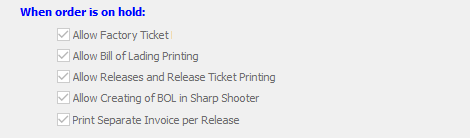 When order is on hold:
Allow Factory Ticket
Allow Bill of Lading Printing
Allow Releases and Release Ticket Printing
Allow Creating of BOL in Sharp Shooter
Print Separate Invoice per Release